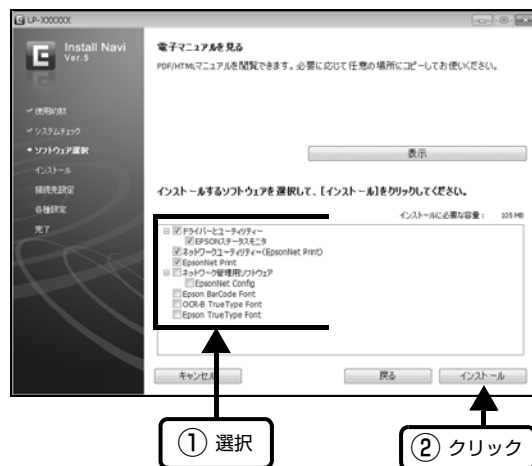 LP-XXXXXX
Install Navi
Ver.5
電子マニュアルを見る
PDF/HTMLマニュアルを閲覧できます。必要に応じて任意の場所にコピーしてお使いください。
使用許諾
システムチェック
ソフトウェア選択
インストール
接続先設定
各種設定
完了
表示
インストールするソフトウェアを選択して、[インストール]をクリックしてください。
インストールに必要な容量： 105 MB
ドライバーとユーティリティー
EPSONステータスモニタ
ネットワークユーティリティー(EpsonNet Print)
EpsonNet Print
ネットワーク管理用ソフトウェア
EpsonNet Config
Epson BarCode Font
OCR-B TrueType Font
Epson TrueType Font
キャンセル
戻る
インストール
① 選択
② クリック